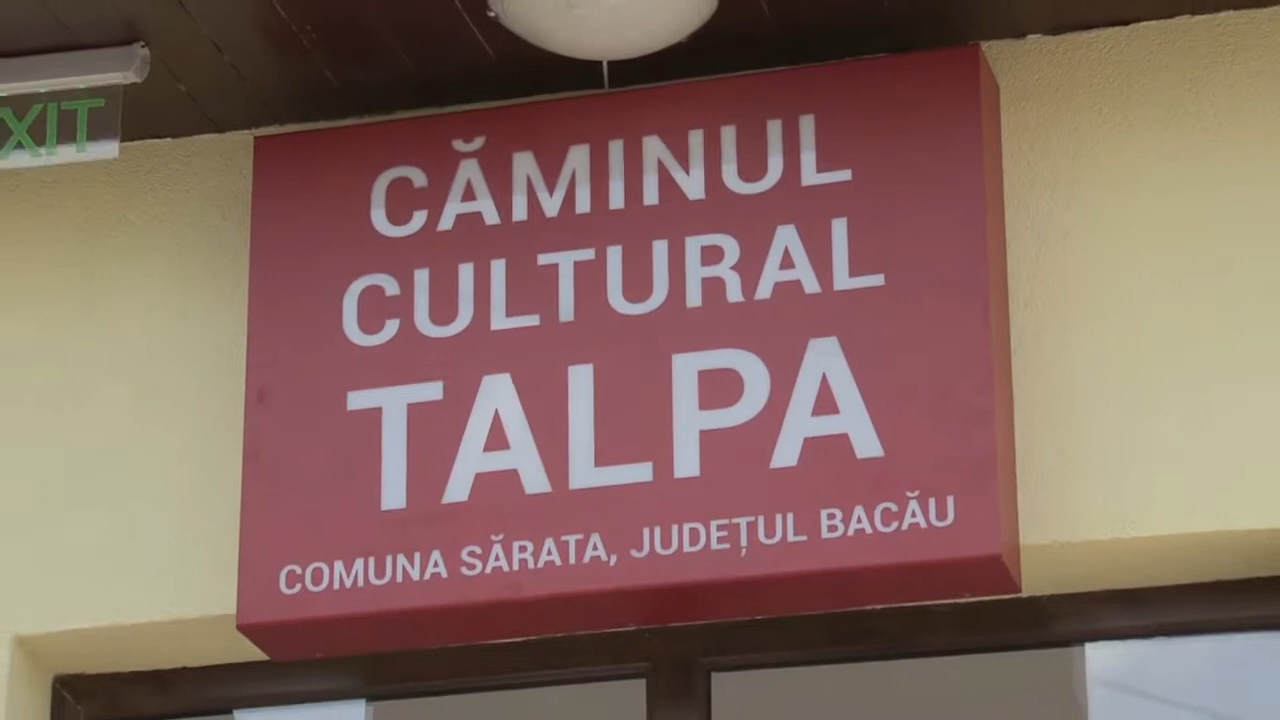 XIT
CĂMINUL
CULTURAL
TALPA
COMUNA SĂRATA, JUDEȚUL BACĂU